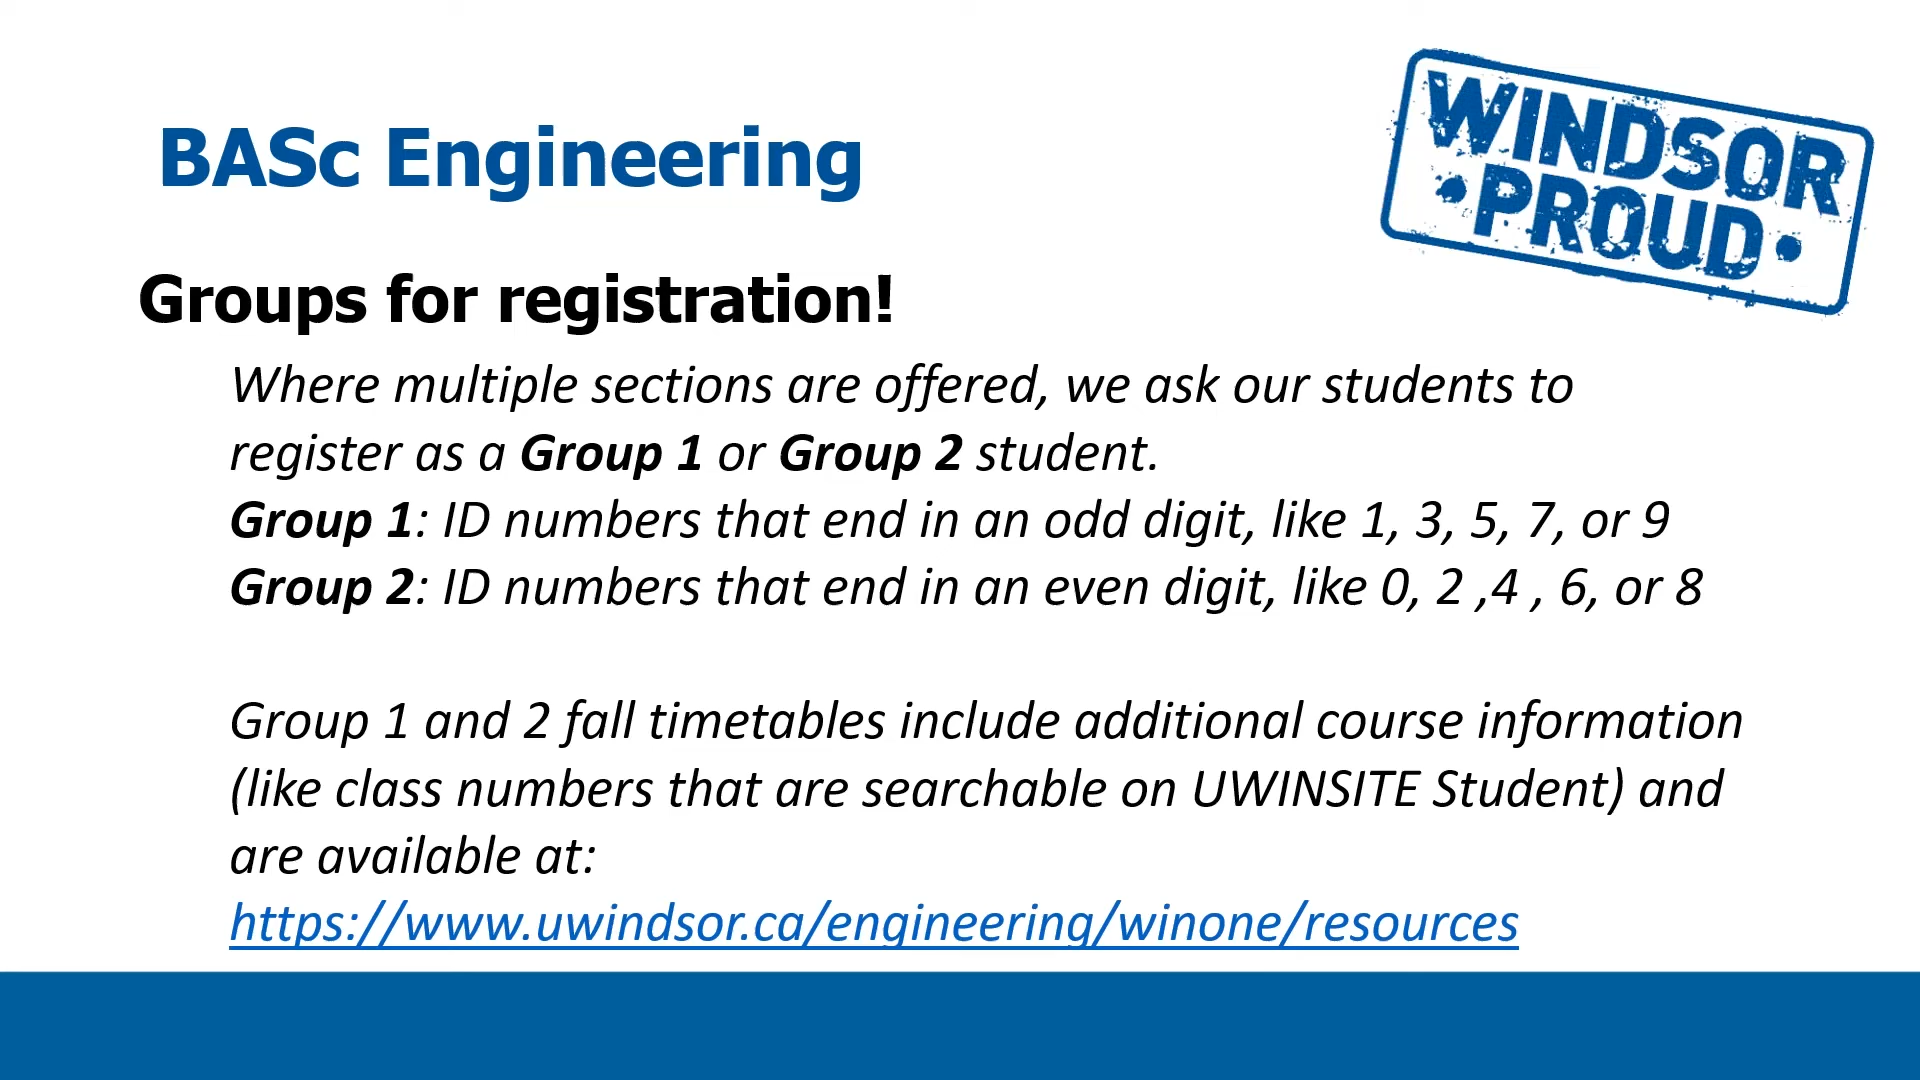 WINDSOR
•PROUD•
BASc Engineering
Groups for registration!
Where multiple sections are offered, we ask our students to
register as a Group 1 or Group 2 student.
Group 1: ID numbers that end in an odd digit, like 1, 3, 5, 7, or 9
Group 2: ID numbers that end in an even digit, like 0, 2 ,4 , 6, or 8
Group 1 and 2 fall timetables include additional course information
(like class numbers that are searchable on UWINSITE Student) and
are available at:
https://www.uwindsor.ca/engineering/winone/resources